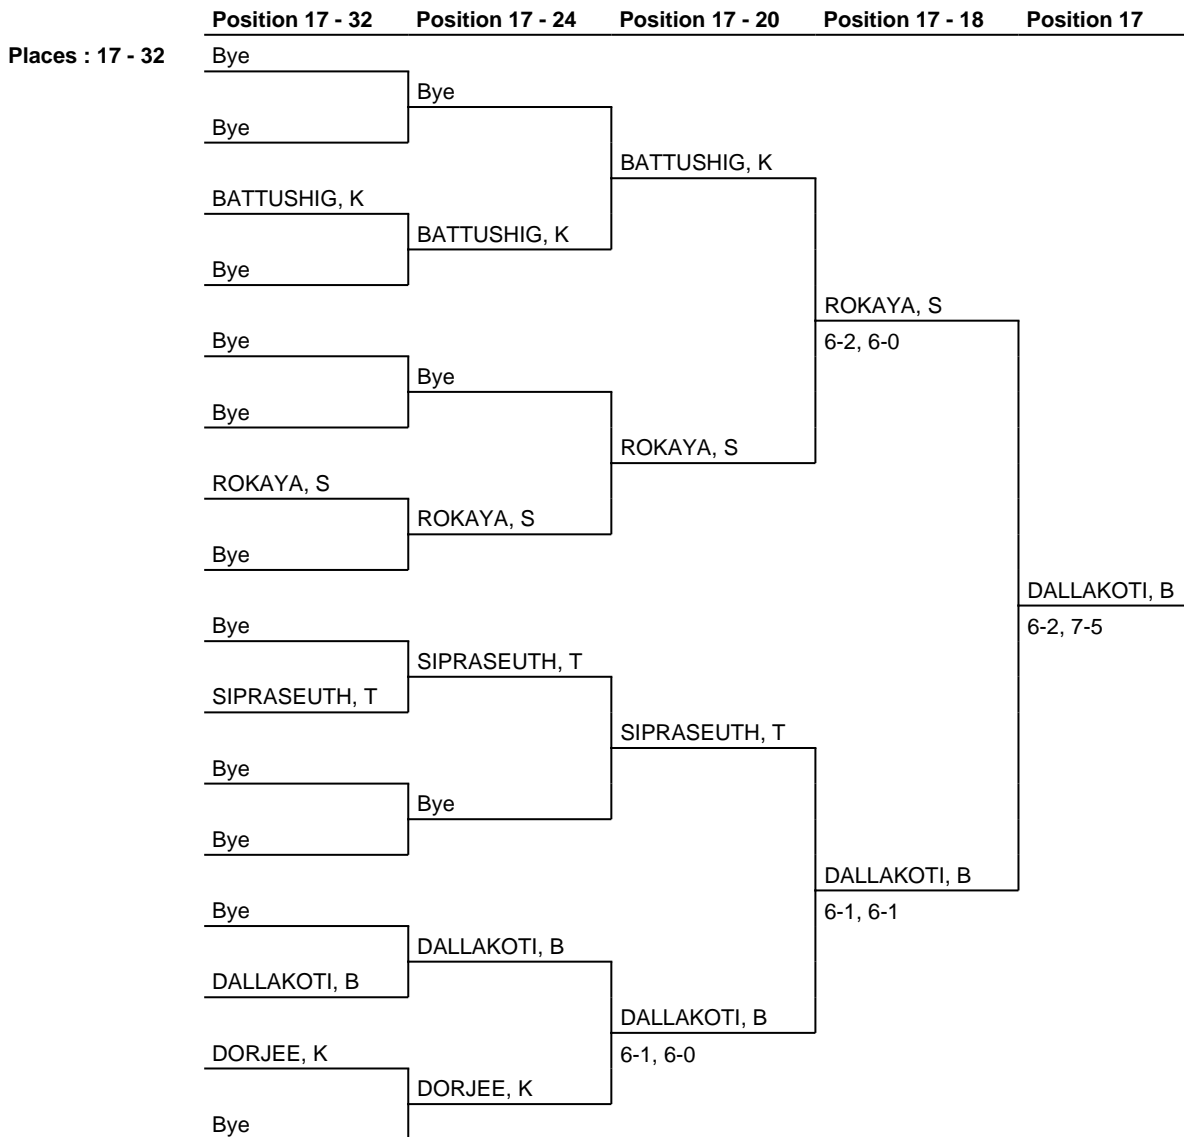 Position 17 - 32 Position 17 - 24 Position 17 - 20 Position 17 - 18 Position 17
Places : 17 - 32 Bye
Bye
Bye
BATTUSHIG, K
BATTUSHIG, K
BATTUSHIG, K
Bye
ROKAYA, S
Bye
6-2, 6-0
Bye
Bye
ROKAYA, S
ROKAYA, S
ROKAYA, S
Bye
DALLAKOTI, B
Bye
6-2, 7-5
SIPRASEUTH, T
SIPRASEUTH, T
SIPRASEUTH, T
Bye
Bye
Bye
DALLAKOTI, B
Bye
6-1, 6-1
DALLAKOTI, B
DALLAKOTI, B
DALLAKOTI, B
DORJEE, K
6-1, 6-0
DORJEE, K
Bye